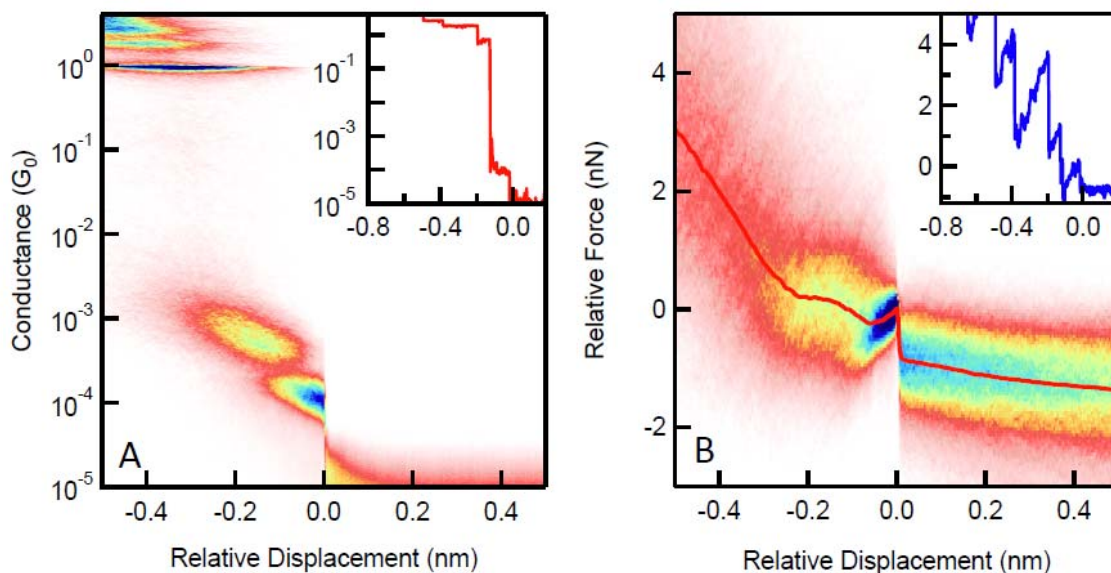 10^0
10^-1
10^-2
10^-3
10^-4
10^-5
Conductance (G_0)
-0.4 -0.2 0.0 0.2 0.4
Relative Displacement (nm)
A
10^-1
10^-3
10^-5
-0.8 -0.4 0.0
4
2
0
-2
Relative Force (nN)
-0.4 -0.2 0.0 0.2 0.4
Relative Displacement (nm)
B
4
2
0
-0.8 -0.4 0.0